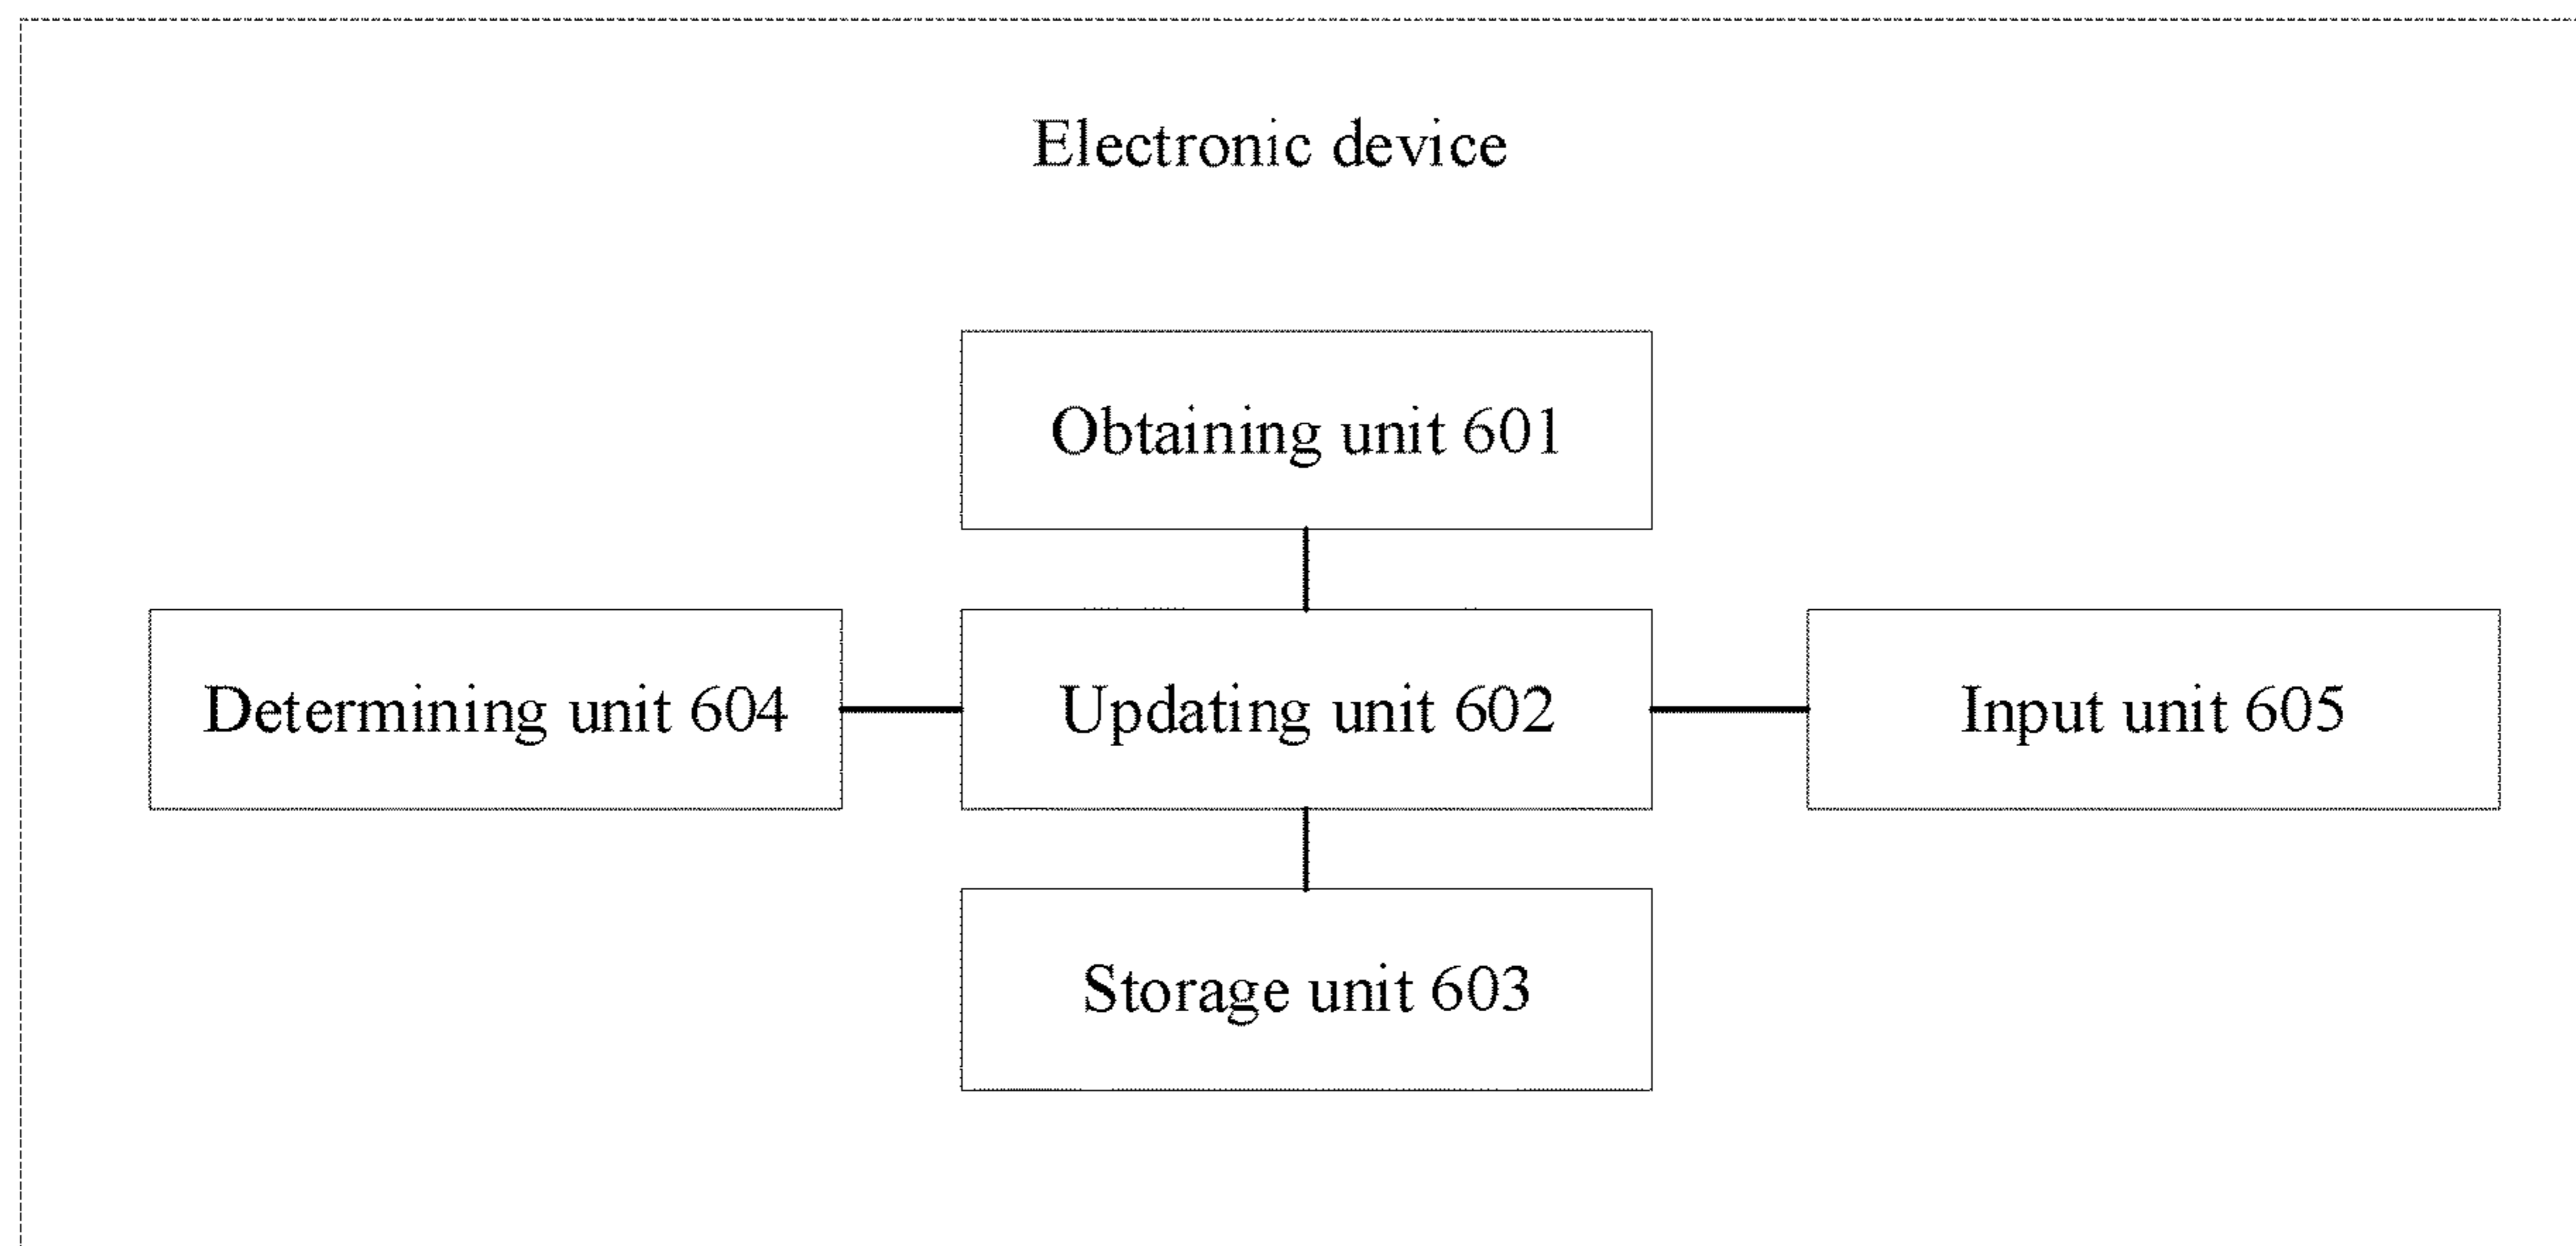 Electronic device
Obtaining unit 601
Determining unit 604
Updating unit 602
Input unit 605
Storage unit 603